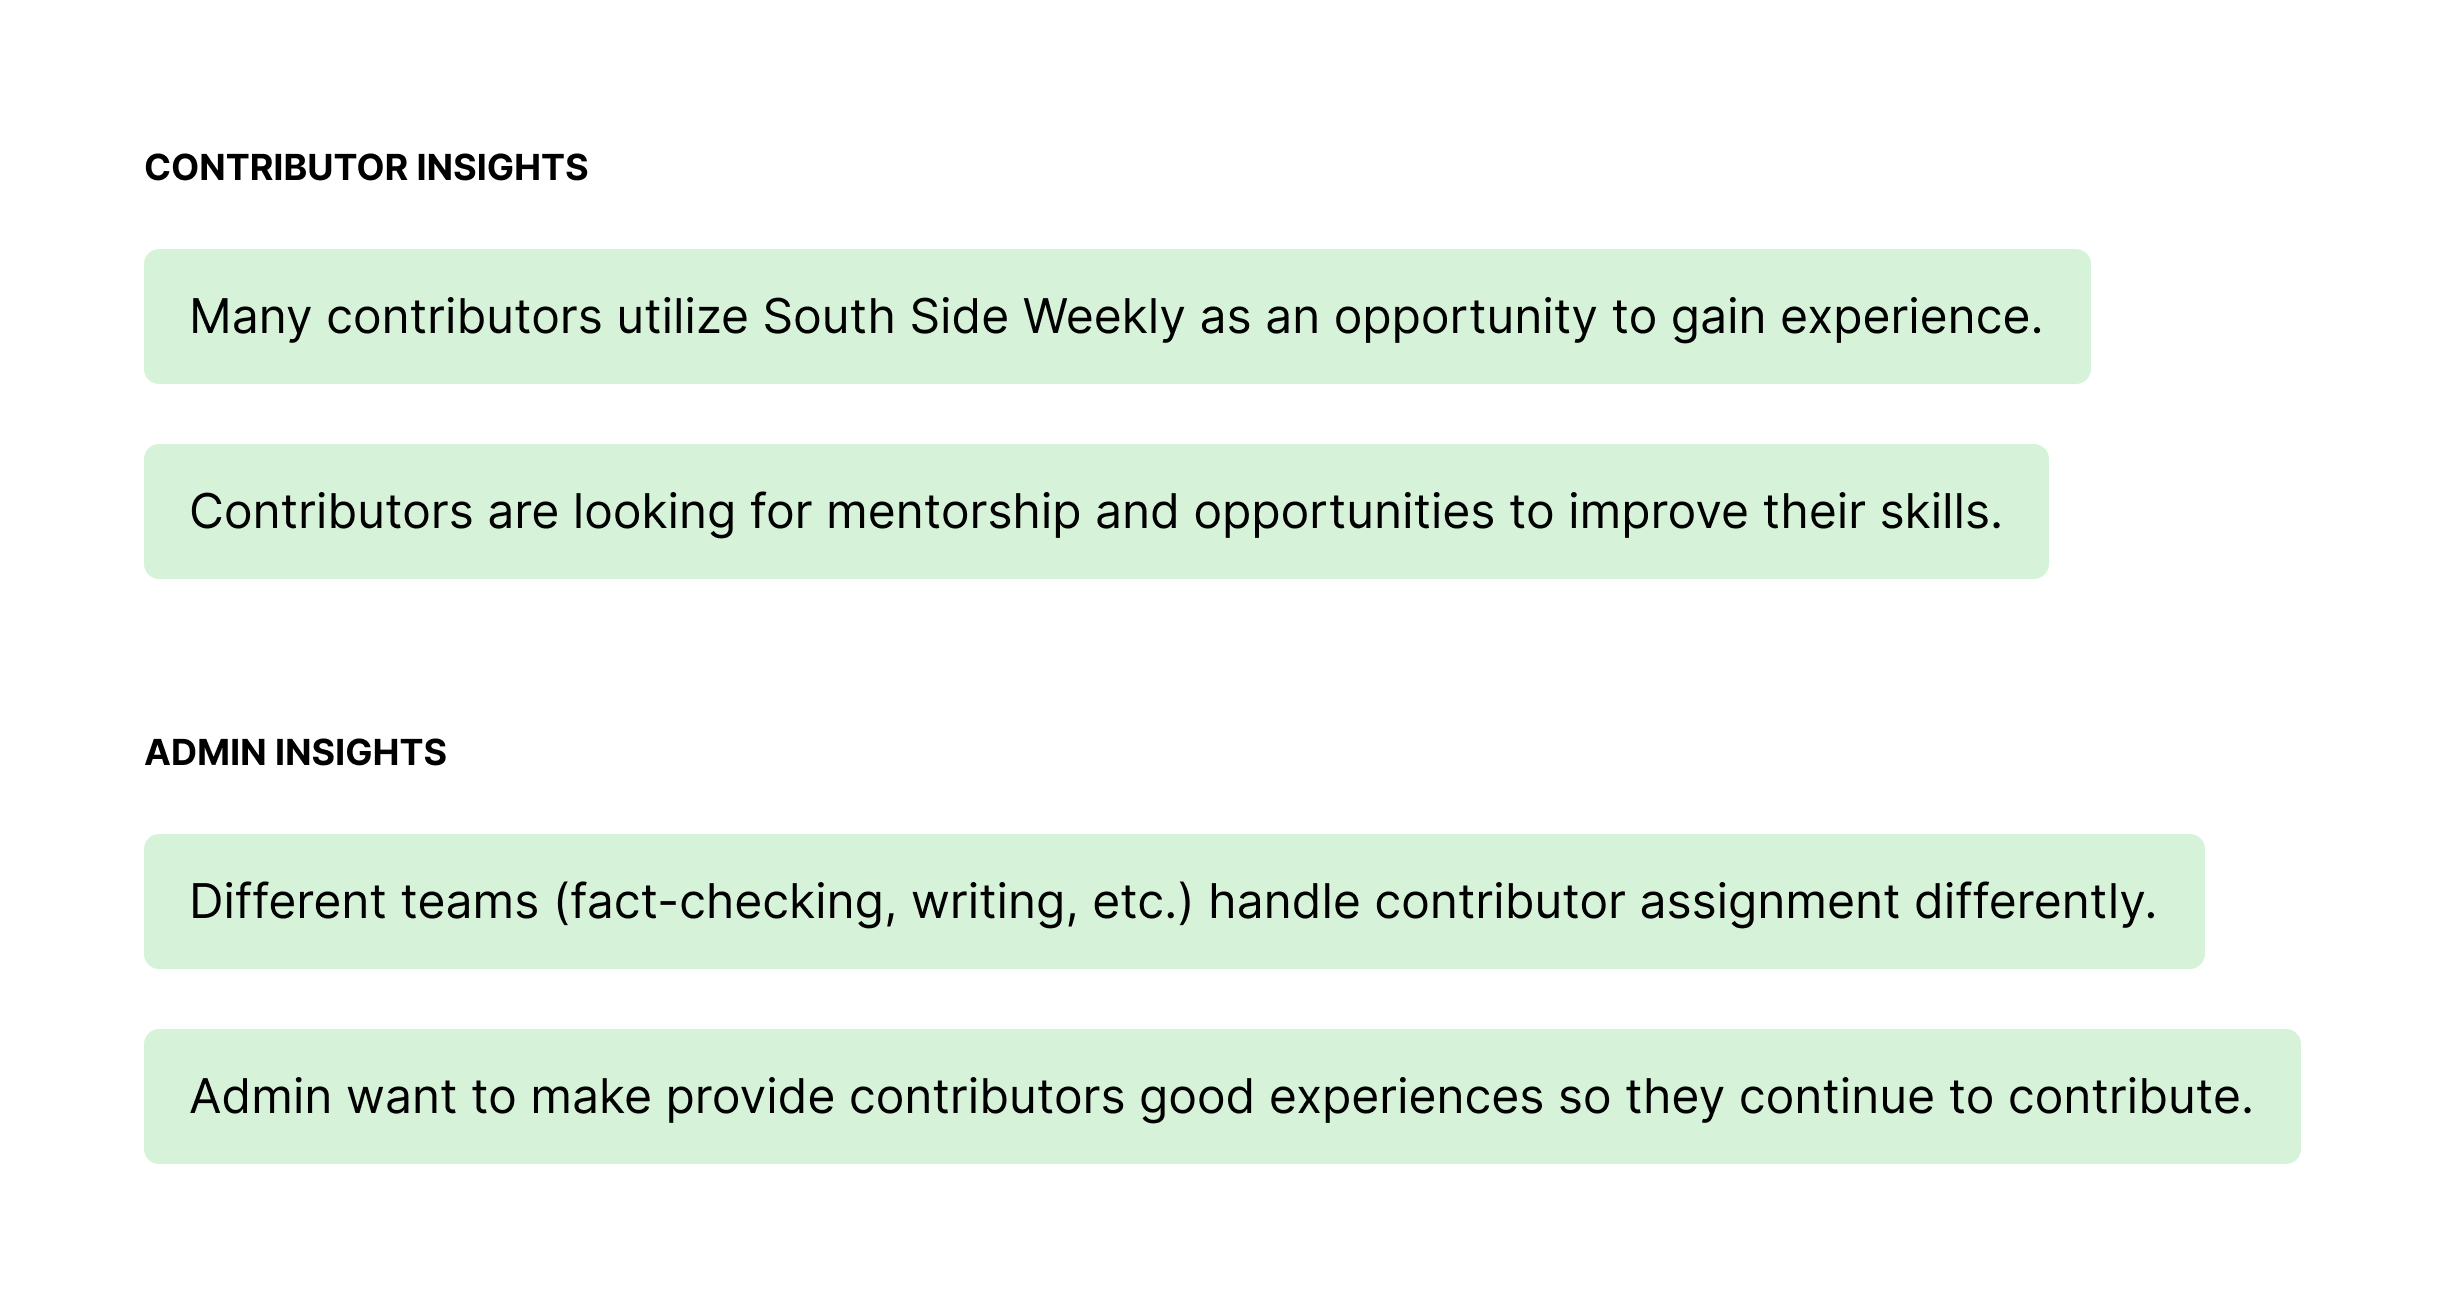 CONTRIBUTOR INSIGHTS
Many contributors utilize South Side Weekly as an opportunity to gain experience.
Contributors are looking for mentorship and opportunities to improve their skills.
ADMIN INSIGHTS
Different teams (fact-checking, writing, etc.) handle contributor assignment differently.
Admin want to make provide contributors good experiences so they continue to contribute.